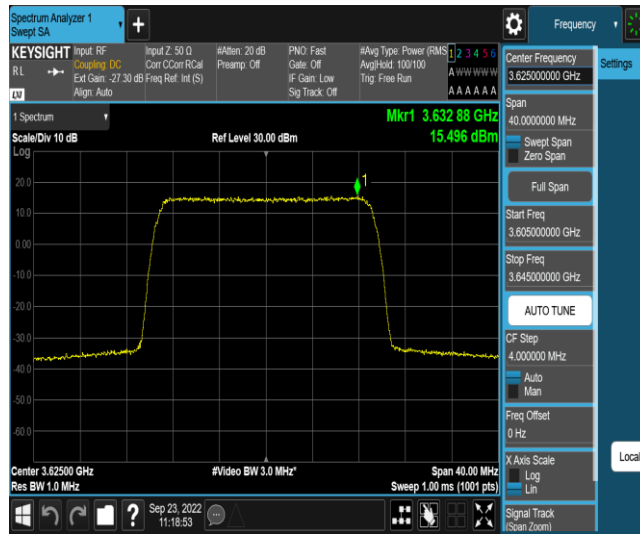 Spectrum Analyzer 1
Swept SA
Frequency
KEYSIGHT
RL
LXI
Input: RF
Coupling: DC
Ext Gain: -27.30 dB
Align: Auto
Input Z: 50 Ω
Corr CCorr RCal
Freq Ref: Int (S)
#Atten: 20 dB
Preamp: Off
PNO: Fast
Gate: Off
IF Gain: Low
Sig Track: Off
#Avg Type: Power (RMS
Avg|Hold: 100/100
Trig: Free Run
1 2 3 4 5 6
A W W W W W
A A A A A A
1 Spectrum
Scale/Div 10 dB
Log
Ref Level 30.00 dBm
Mkr1 3.632 88 GHz
15.496 dBm
1
20.0
10.0
0.00
-10.0
-20.0
-30.0
-40.0
-50.0
-60.0
Center 3.62500 GHz
Res BW 1.0 MHz
#Video BW 3.0 MHz*
Span 40.00 MHz
Sweep 1.00 ms (1001 pts)
?
Sep 23, 2022
11:18:53
Center Frequency
3.625000000 GHz
Span
40.0000000 MHz
Swept Span
Zero Span
Full Span
Start Freq
3.605000000 GHz
Stop Freq
3.645000000 GHz
AUTO TUNE
CF Step
4.000000 MHz
Auto
Man
Freq Offset
0 Hz
X Axis Scale
Log
Lin
Signal Track
(Span Zoom)
Settings
Local